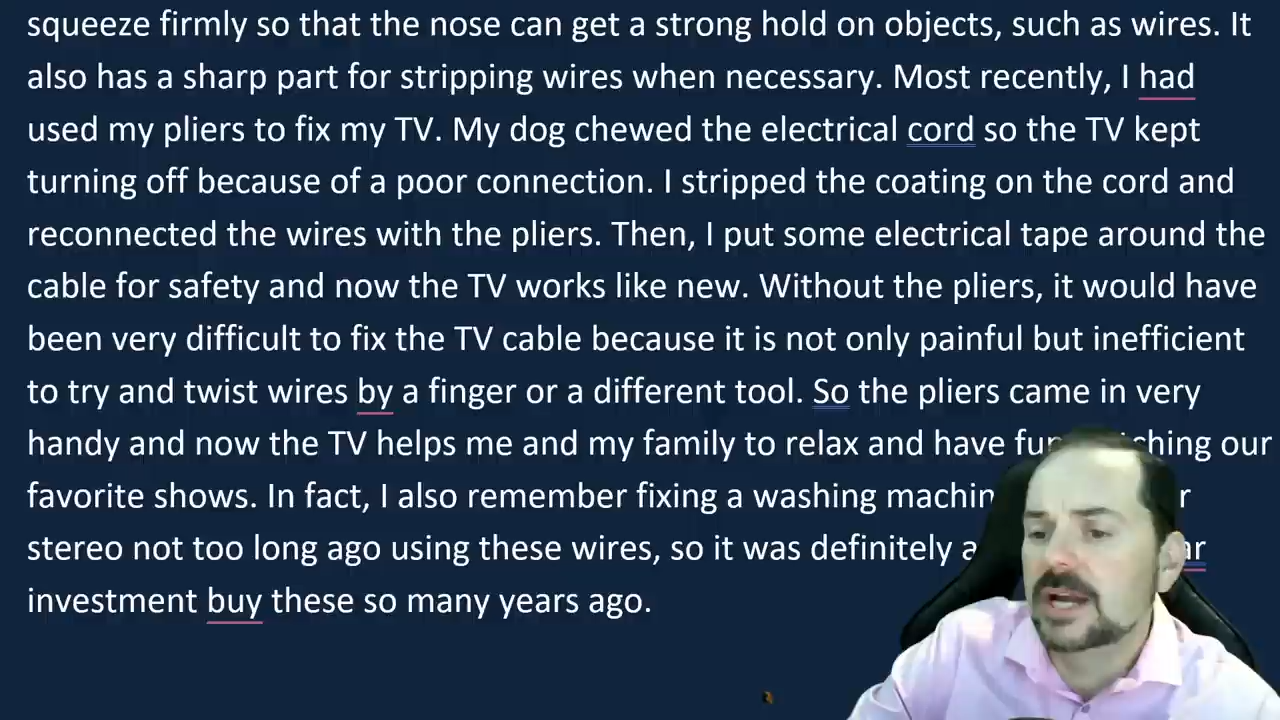 squeeze firmly so that the nose can get a strong hold on objects, such as wires. It
also has a sharp part for stripping wires when necessary. Most recently, I had
used my pliers to fix my TV. My dog chewed the electrical cord so the TV kept
turning off because of a poor connection. I stripped the coating on the cord and
reconnected the wires with the pliers. Then, I put some electrical tape around the
cable for safety and now the TV works like new. Without the pliers, it would have
been very difficult to fix the TV cable because it is not only painful but inefficient
to try and twist wires by a finger or a different tool. So the pliers came in very
handy and now the TV helps me and my family to relax and have our
favorite shows. In fact, I also remember fixing a washing
stereo not too long ago using these wires, so it was definitely
investment buy these so many years ago.